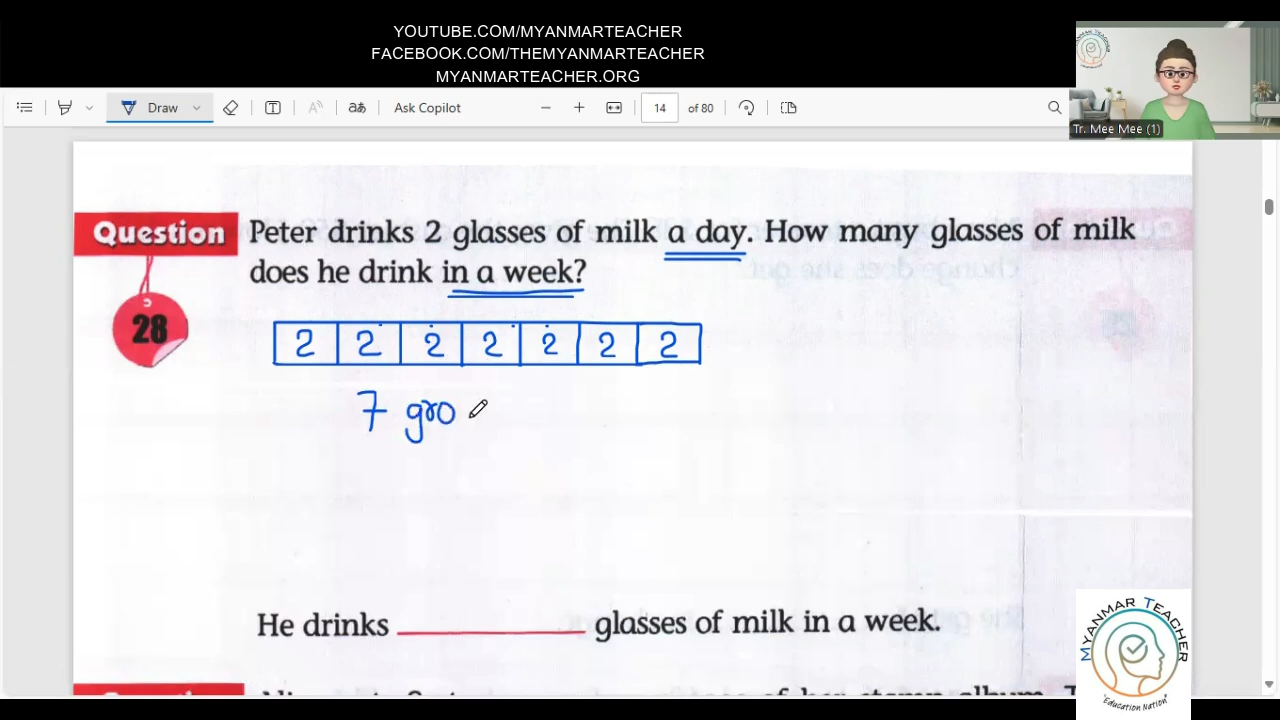 YOUTUBE.COM/MYANMARTEACHER
FACEBOOK.COM/THEMYANMARTEACHER
MYANMARTEACHER.ORG
Draw
Ask Copilot
14 of 80
Tr. Mee Mee (1)
MYANMAR TEACHER
Question Peter drinks 2 glasses of milk a day. How many glasses of milk
does he drink in a week?
28
2 2 2 2 2 2 2
7 gro
He drinks glasses of milk in a week.
MYANMAR TEACHER
"Education Nation"